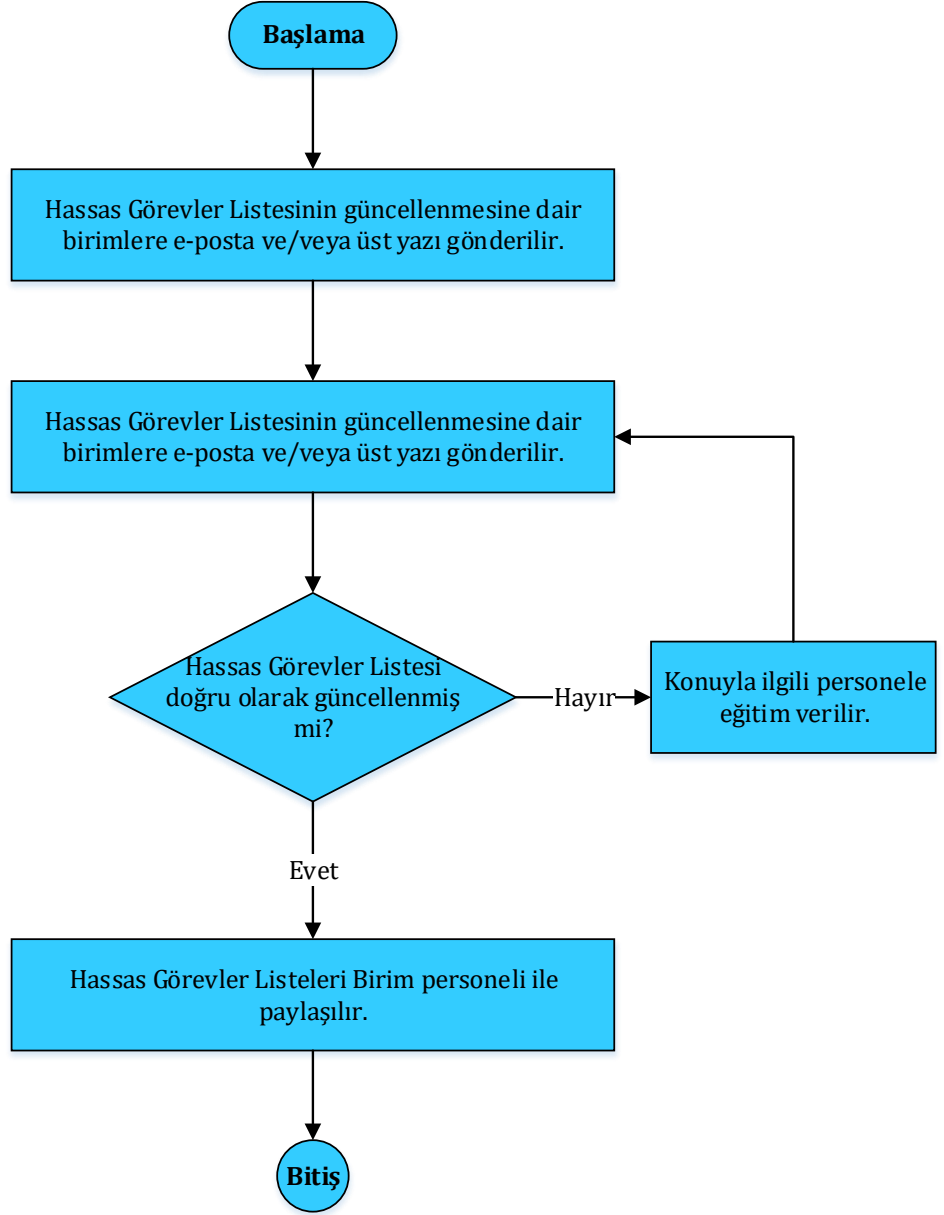 Başlama
Hassas Görevler Listesinin güncellenmesine dair
birimlere e-posta ve/veya üst yazı gönderilir.
Hassas Görevler Listesinin güncellenmesine dair
birimlere e-posta ve/veya üst yazı gönderilir.
Hassas Görevler Listesi
doğru olarak güncellenmiş
mi?
Hayır
Konuyla ilgili personele
eğitim verilir.
Evet
Hassas Görevler Listeleri Birim personeli ile
paylaşılır.
Bitiş